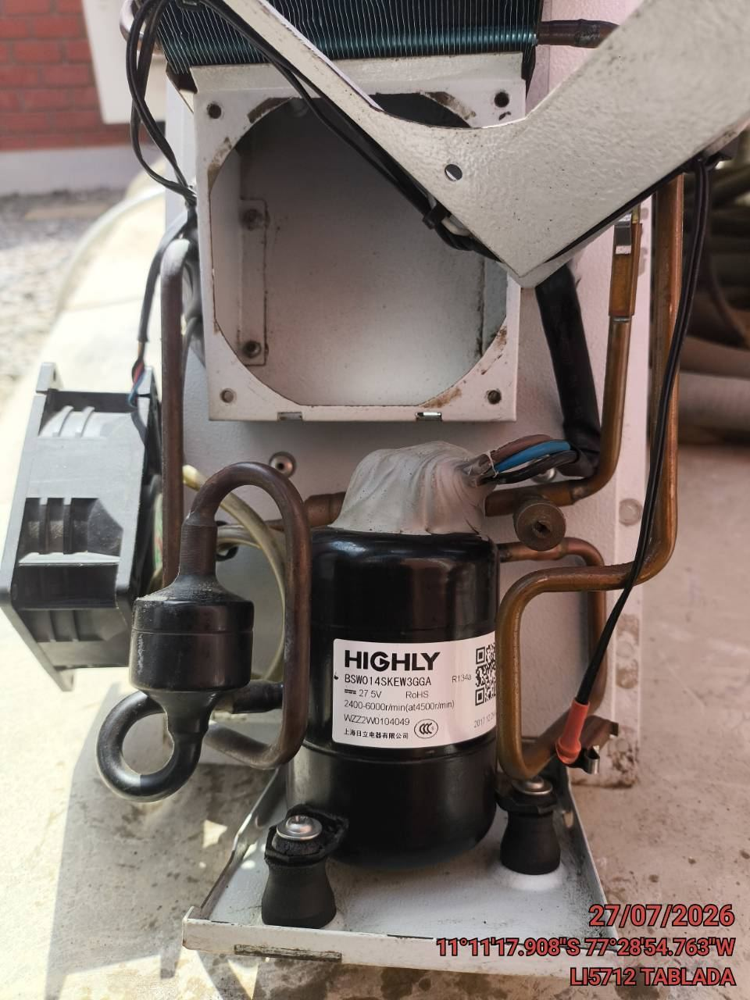 HIGHLY
BSW014SKEW3GGA
R134a
27.5V RoHS
2400-6000r/min(at4500r/min)
WZZ2W0104049
上海日立电器有限公司
CCC
27/07/2026
11°11'17.908"S 77°28'54.763"W
LI5712 TABLADA